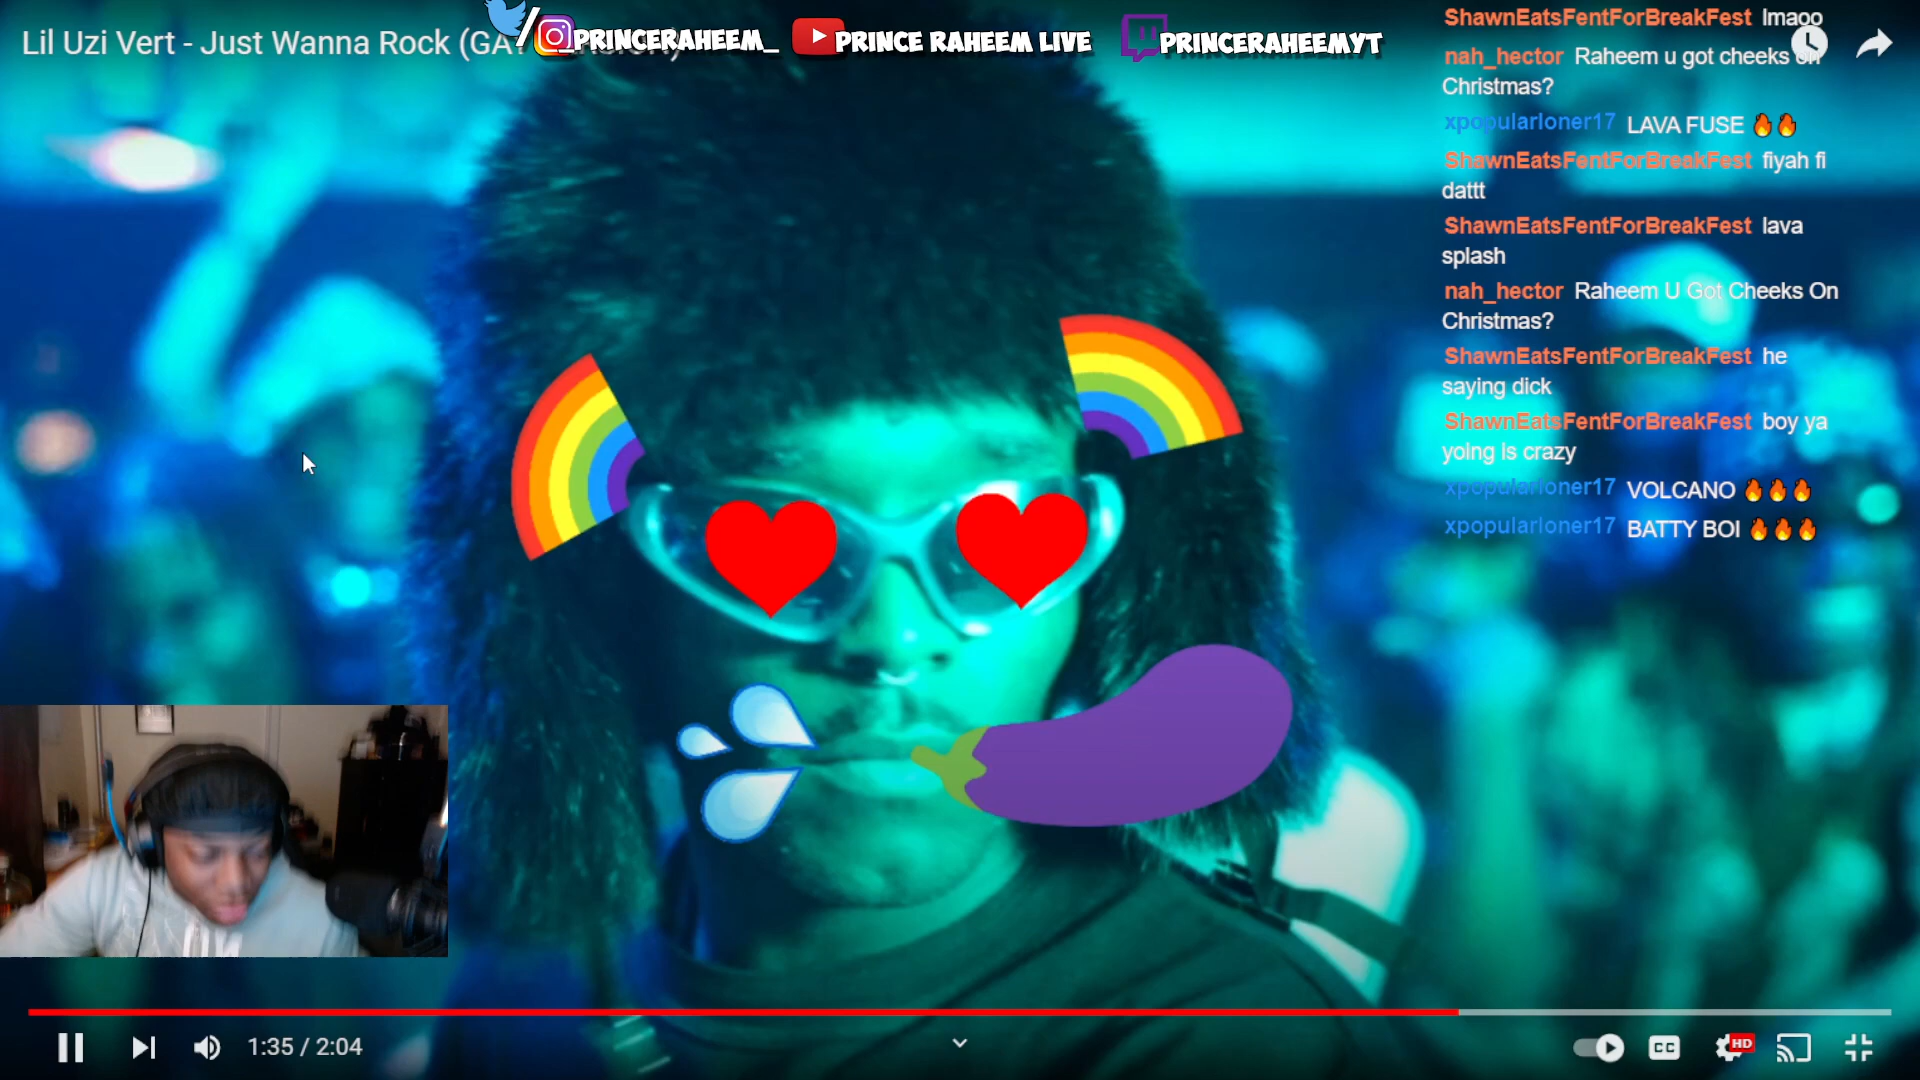 Lil Uzi Vert - Just Wanna Rock (GA
_PRINCERAHEEM_
PRINCE RAHEEM LIVE
PRINCERAHEEMYT
ShawnEatsFentForBreakFest lmaoo
nah_hector Raheem u got cheeks on
Christmas?
xpopularloner17 LAVA FUSE 🔥🔥
ShawnEatsFentForBreakFest fiyah fi
dattt
ShawnEatsFentForBreakFest lava
splash
nah_hector Raheem U Got Cheeks On
Christmas?
ShawnEatsFentForBreakFest he
saying dick
ShawnEatsFentForBreakFest boy ya
yoing is crazy
xpopularloner17 VOLCANO 🔥🔥🔥
xpopularloner17 BATTY BOI 🔥🔥🔥
1:35 / 2:04
CC
HD